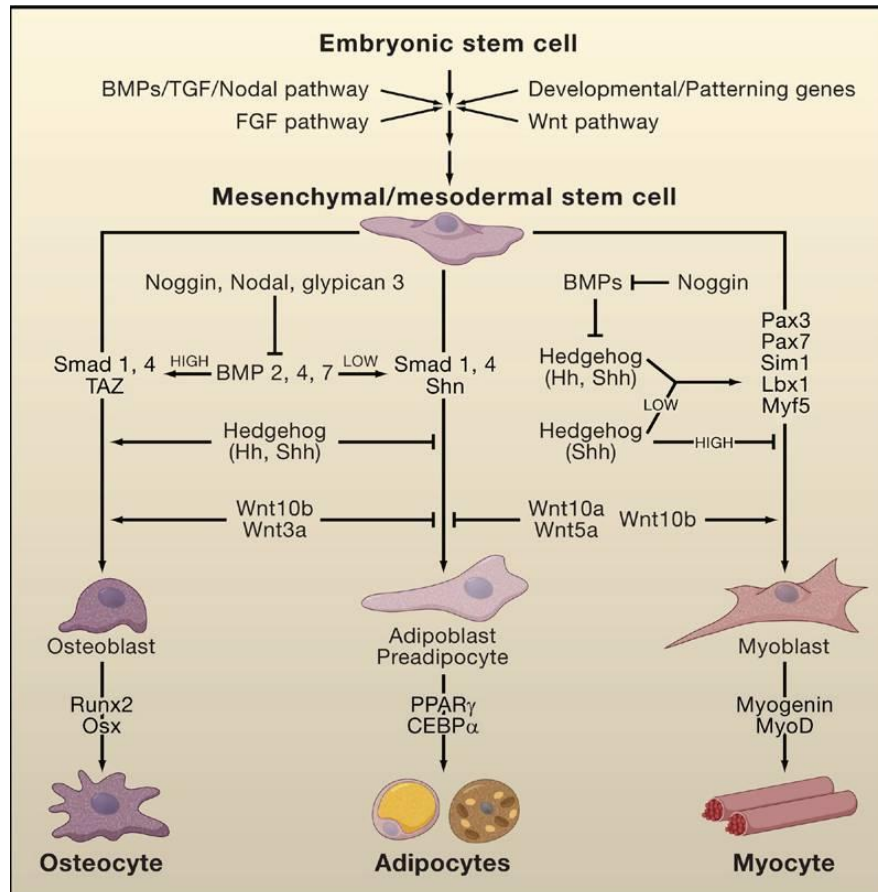 Embryonic stem cell
BMPs/TGF/Nodal pathway
Developmental/Patterning genes
FGF pathway
Wnt pathway
Mesenchymal/mesodermal stem cell
Noggin, Nodal, glypican 3
BMPs
Noggin
Pax3
Pax7
Sim1
Lbx1
Myf5
Smad 1, 4
TAZ
HIGH
BMP 2, 4, 7
LOW
Smad 1, 4
Shn
Hedgehog
(Hh, Shh)
LOW
Hedgehog
(Hh, Shh)
Hedgehog
(Shh)
HIGH
Wnt10b
Wnt3a
Wnt10a
Wnt5a
Wnt10b
Osteoblast
Adipoblast
Preadipocyte
Myoblast
Runx2
Osx
PPARγ
CEBPα
Myogenin
MyoD
Osteocyte
Adipocytes
Myocyte